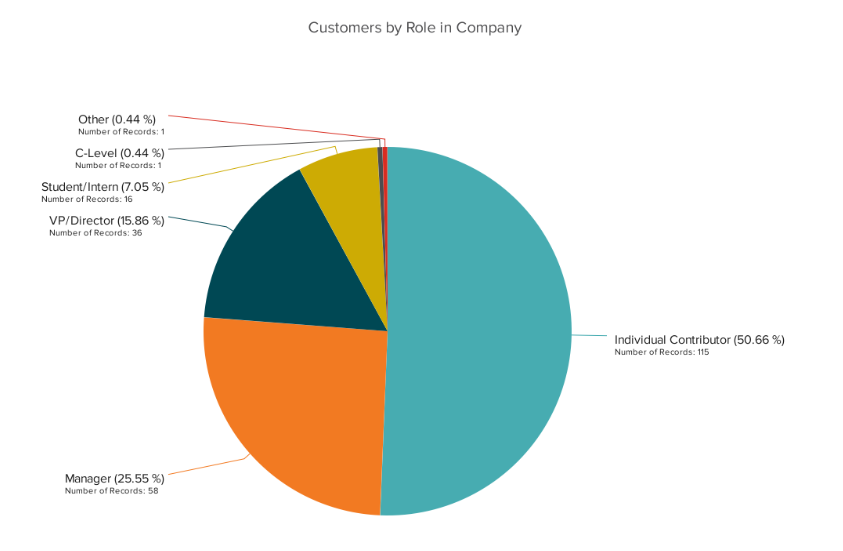 Customers by Role in Company
Other (0.44 %)
Number of Records: 1
C-Level (0.44 %)
Number of Records: 1
Student/Intern (7.05 %)
Number of Records: 16
VP/Director (15.86 %)
Number of Records: 36
Individual Contributor (50.66 %)
Number of Records: 115
Manager (25.55 %)
Number of Records: 58